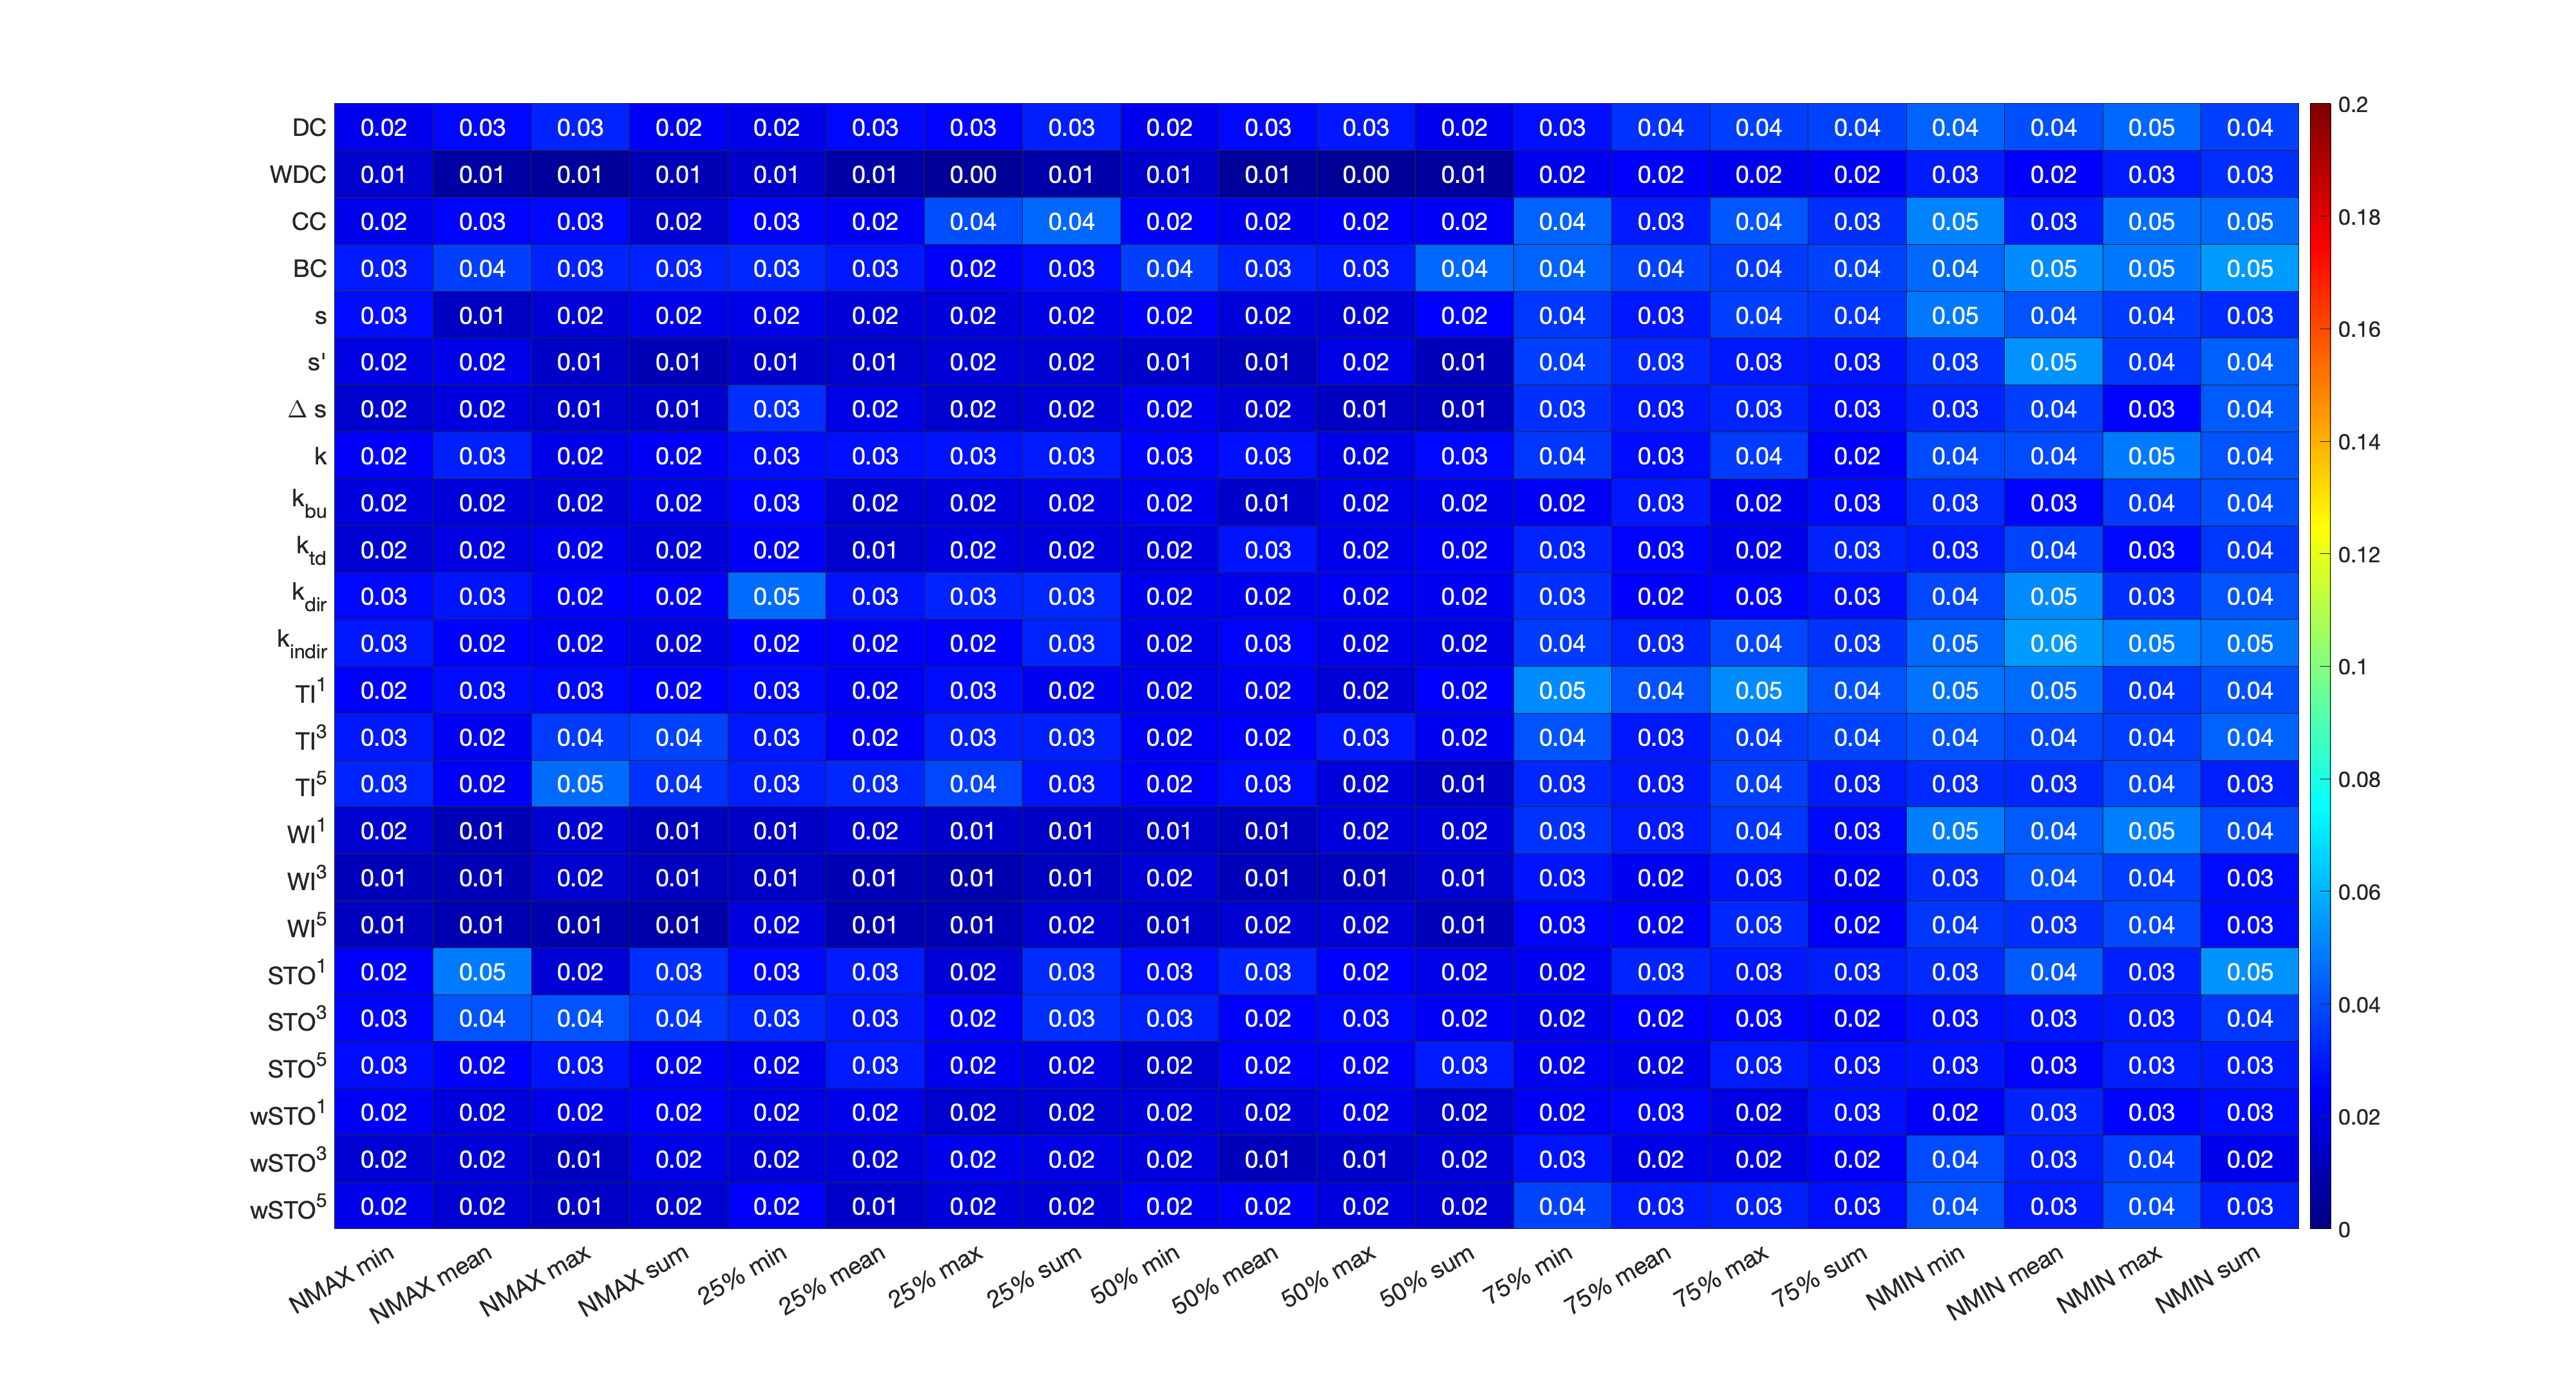 DC 0.02 0.03 0.03 0.02 0.02 0.03 0.03 0.03 0.02 0.03 0.03 0.02 0.03 0.04 0.04 0.04 0.04 0.04 0.05 0.04
WDC 0.01 0.01 0.01 0.01 0.01 0.01 0.00 0.01 0.01 0.01 0.00 0.01 0.02 0.02 0.02 0.02 0.03 0.02 0.03 0.03
CC 0.02 0.03 0.03 0.02 0.03 0.02 0.04 0.04 0.02 0.02 0.02 0.02 0.04 0.03 0.04 0.03 0.05 0.03 0.05 0.05
BC 0.03 0.04 0.03 0.03 0.03 0.03 0.02 0.03 0.04 0.03 0.03 0.04 0.04 0.04 0.04 0.04 0.04 0.05 0.05 0.05
s 0.03 0.01 0.02 0.02 0.02 0.02 0.02 0.02 0.02 0.02 0.02 0.02 0.04 0.03 0.04 0.04 0.05 0.04 0.04 0.03
s' 0.02 0.02 0.01 0.01 0.01 0.01 0.02 0.02 0.01 0.01 0.02 0.01 0.04 0.03 0.03 0.03 0.03 0.05 0.04 0.04
Δ s 0.02 0.02 0.01 0.01 0.03 0.02 0.02 0.02 0.02 0.02 0.01 0.01 0.03 0.03 0.03 0.03 0.03 0.04 0.03 0.04
k 0.02 0.03 0.02 0.02 0.03 0.03 0.03 0.03 0.03 0.03 0.02 0.03 0.04 0.03 0.04 0.02 0.04 0.04 0.05 0.04
k_bu 0.02 0.02 0.02 0.02 0.03 0.02 0.02 0.02 0.02 0.01 0.02 0.02 0.02 0.03 0.02 0.03 0.03 0.03 0.04 0.04
k_td 0.02 0.02 0.02 0.02 0.02 0.01 0.02 0.02 0.02 0.03 0.02 0.02 0.03 0.03 0.02 0.03 0.03 0.04 0.03 0.04
k_dir 0.03 0.03 0.02 0.02 0.05 0.03 0.03 0.03 0.02 0.02 0.02 0.02 0.03 0.02 0.03 0.03 0.04 0.05 0.03 0.04
k_indir 0.03 0.02 0.02 0.02 0.02 0.02 0.02 0.03 0.02 0.03 0.02 0.02 0.04 0.03 0.04 0.03 0.05 0.06 0.05 0.05
TI¹ 0.02 0.03 0.03 0.02 0.03 0.02 0.03 0.02 0.02 0.02 0.02 0.02 0.05 0.04 0.05 0.04 0.05 0.05 0.04 0.04
TI³ 0.03 0.02 0.04 0.04 0.03 0.02 0.03 0.03 0.02 0.02 0.03 0.02 0.04 0.03 0.04 0.04 0.04 0.04 0.04 0.04
TI⁵ 0.03 0.02 0.05 0.04 0.03 0.03 0.04 0.03 0.02 0.03 0.02 0.01 0.03 0.03 0.04 0.03 0.03 0.03 0.04 0.03
WI¹ 0.02 0.01 0.02 0.01 0.01 0.02 0.01 0.01 0.01 0.01 0.02 0.02 0.03 0.03 0.04 0.03 0.05 0.04 0.05 0.04
WI³ 0.01 0.01 0.02 0.01 0.01 0.01 0.01 0.01 0.02 0.01 0.01 0.01 0.03 0.02 0.03 0.02 0.03 0.04 0.04 0.03
WI⁵ 0.01 0.01 0.01 0.01 0.02 0.01 0.01 0.02 0.01 0.02 0.02 0.01 0.03 0.02 0.03 0.02 0.04 0.03 0.04 0.03
STO¹ 0.02 0.05 0.02 0.03 0.03 0.03 0.02 0.03 0.03 0.03 0.02 0.02 0.02 0.03 0.03 0.03 0.03 0.04 0.03 0.05
STO³ 0.03 0.04 0.04 0.04 0.03 0.03 0.02 0.03 0.03 0.02 0.03 0.02 0.02 0.02 0.03 0.02 0.03 0.03 0.03 0.04
STO⁵ 0.03 0.02 0.03 0.02 0.02 0.03 0.02 0.02 0.02 0.02 0.02 0.03 0.02 0.02 0.03 0.03 0.03 0.03 0.03 0.03
wSTO¹ 0.02 0.02 0.02 0.02 0.02 0.02 0.02 0.02 0.02 0.02 0.02 0.02 0.02 0.03 0.02 0.03 0.02 0.03 0.03 0.03
wSTO³ 0.02 0.02 0.01 0.02 0.02 0.02 0.02 0.02 0.02 0.01 0.01 0.02 0.03 0.02 0.02 0.02 0.04 0.03 0.04 0.02
wSTO⁵ 0.02 0.02 0.01 0.02 0.02 0.01 0.02 0.02 0.02 0.02 0.02 0.02 0.04 0.03 0.03 0.03 0.04 0.03 0.04 0.03
NMAX min NMAX mean NMAX max NMAX sum 25% min 25% mean 25% max 25% sum 50% min 50% mean 50% max 50% sum 75% min 75% mean 75% max 75% sum NMIN min NMIN mean NMIN max NMIN sum
0.2
0.18
0.16
0.14
0.12
0.1
0.08
0.06
0.04
0.02
0